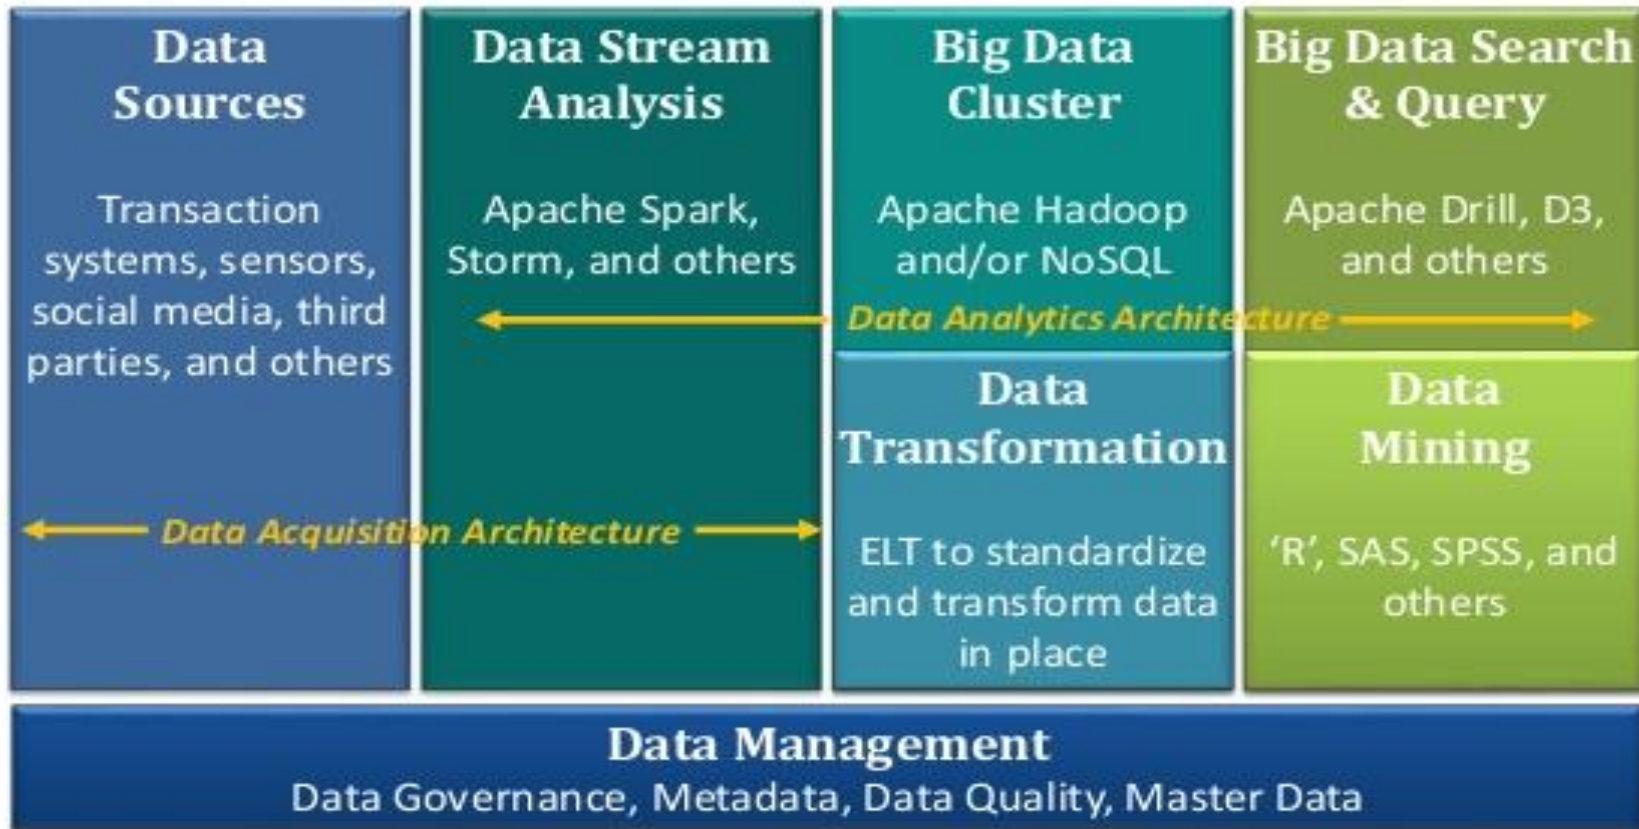 Data
Sources
Transaction
systems, sensors,
social media, third
parties, and others
Data Stream
Analysis
Apache Spark,
Storm, and others
Big Data
Cluster
Apache Hadoop
and/or NoSQL
Big Data Search
& Query
Apache Drill, D3,
and others
Data Analytics Architecture
Data Acquisition Architecture
Data
Transformation
ELT to standardize
and transform data
in place
Data
Mining
‘R’, SAS, SPSS, and
others
Data Management
Data Governance, Metadata, Data Quality, Master Data